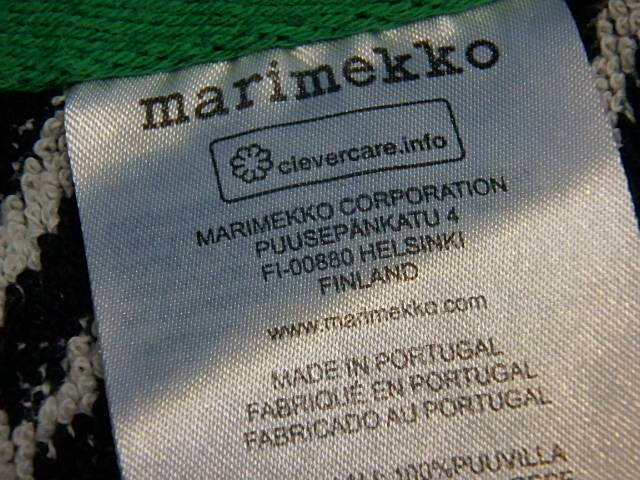 marimekko
clevercare.info
MARIMEKKO CORPORATION
PUUSEPÄNKATU 4
FI-00880 HELSINKI
FINLAND
www.marimekko.com
MADE IN PORTUGAL
FABRIQUÉ EN PORTUGAL
FABRICADO AU PORTUGAL
100%PUUVILLA